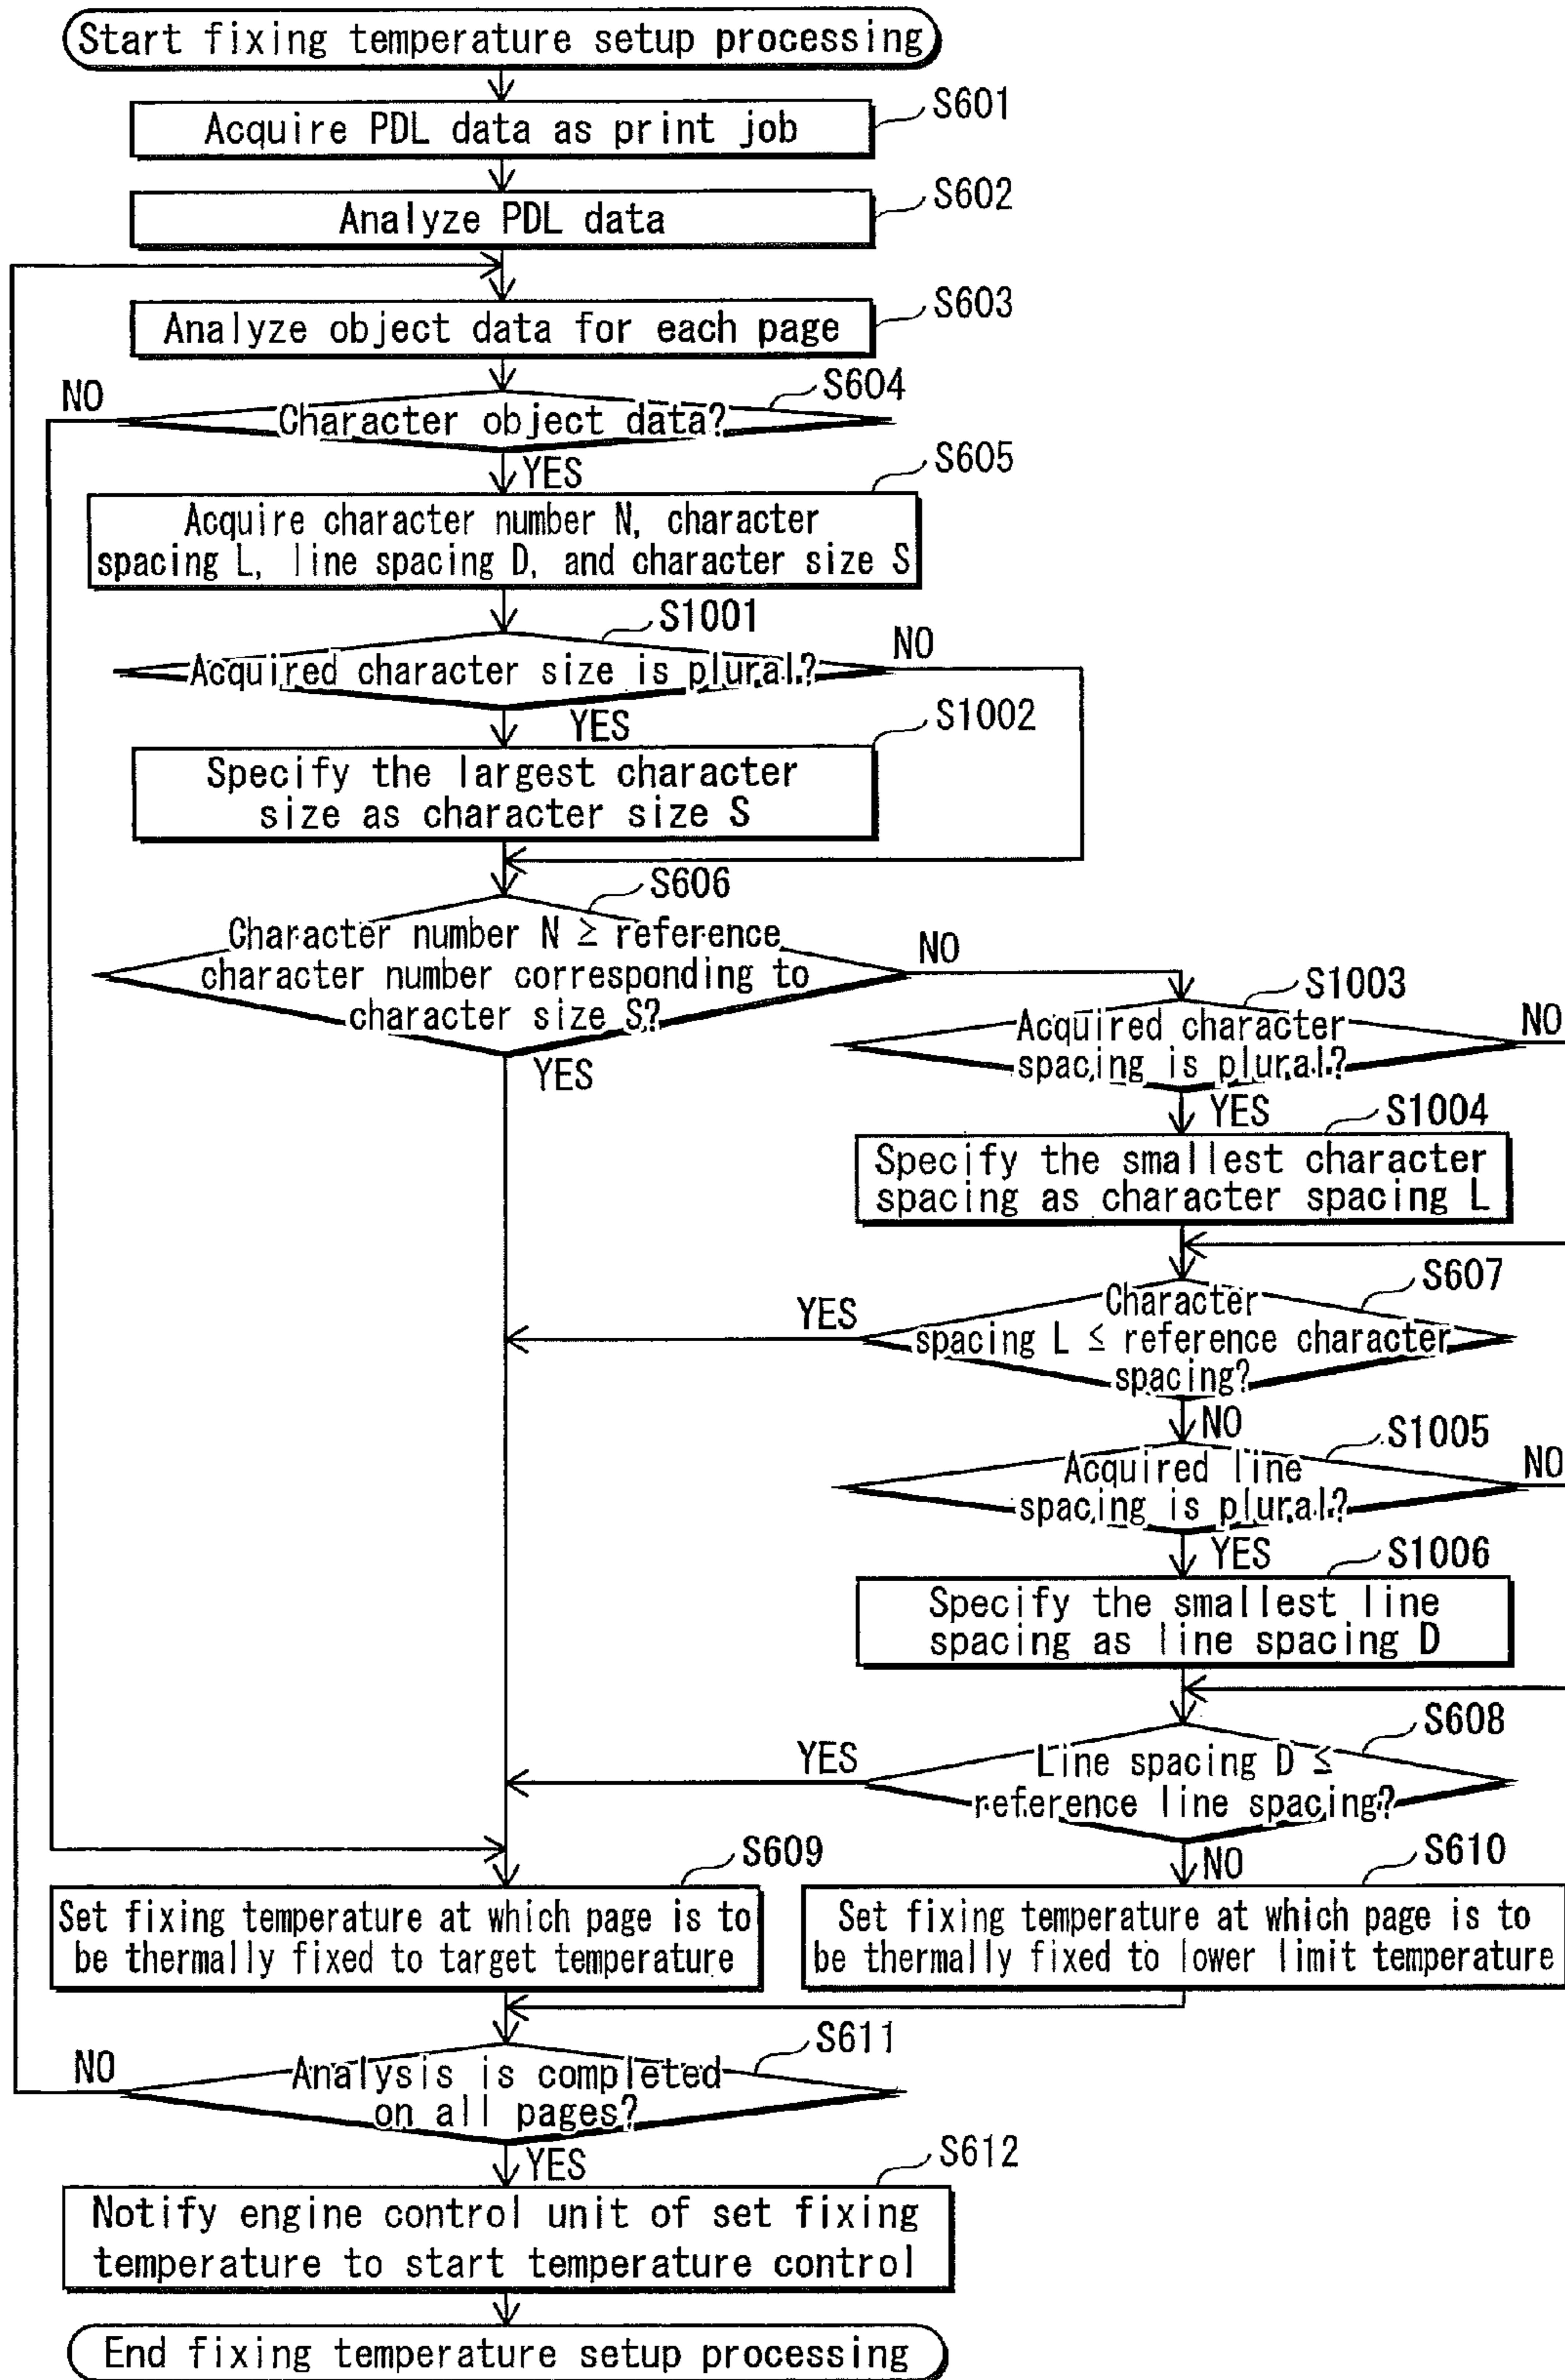 Start fixing temperature setup processing
S601
Acquire PDL data as print job
S602
Analyze PDL data
S603
Analyze object data for each page
S604
NO
Character object data?
YES
S605
Acquire character number N, character
spacing L, line spacing D, and character size S
S1001
NO
Acquired character size is plural?
YES
S1002
Specify the largest character
size as character size S
S606
Character number N ≥ reference
character number corresponding to
character size S?
NO
YES
S1003
Acquired character
spacing is plural?
NO
YES
S1004
Specify the smallest character
spacing as character spacing L
S607
Character
spacing L ≤ reference character
spacing?
YES
NO
S1005
Acquired line
spacing is plural?
NO
YES
S1006
Specify the smallest line
spacing as line spacing D
S608
YES
Line spacing D ≤
reference line spacing?
NO
S609
Set fixing temperature at which page is to
be thermally fixed to target temperature
S610
Set fixing temperature at which page is to
be thermally fixed to lower limit temperature
S611
NO
Analysis is completed
on all pages?
YES
S612
Notify engine control unit of set fixing
temperature to start temperature control
End fixing temperature setup processing